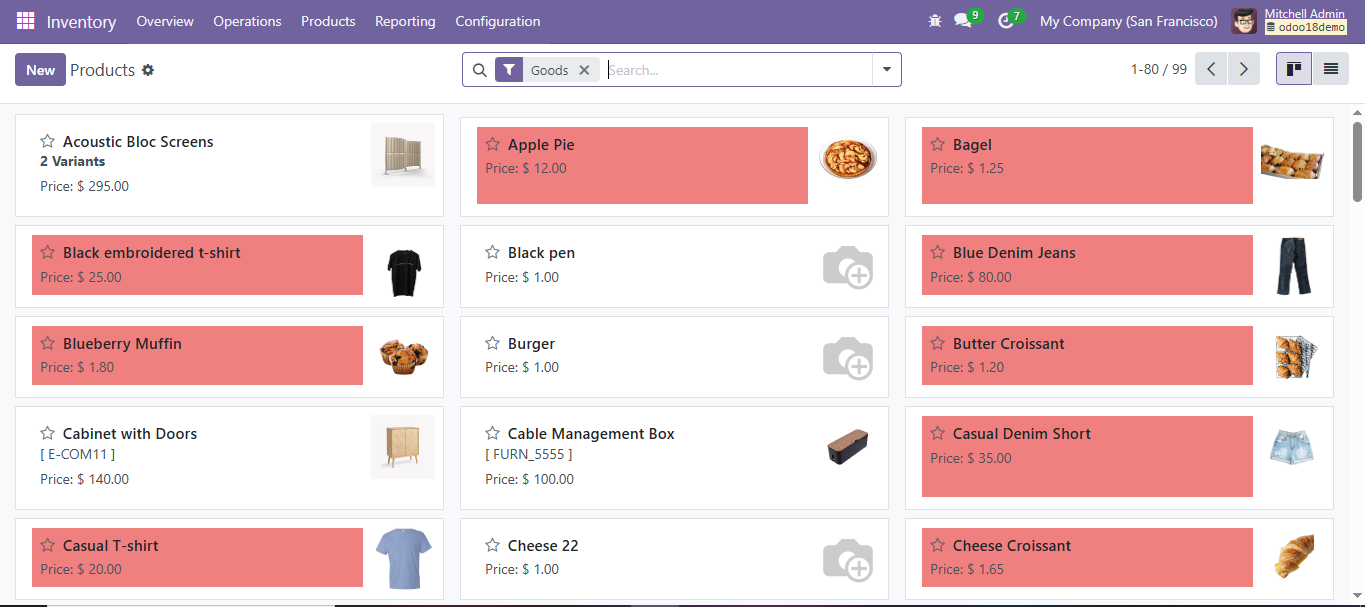 Inventory Overview Operations Products Reporting Configuration 9 7 My Company (San Francisco) Mitchell Admin
odoo18demo
New Products Goods Search... 1-80 / 99
Acoustic Bloc Screens
2 Variants
Price: $ 295.00
Apple Pie
Price: $ 12.00
Bagel
Price: $ 1.25
Black embroidered t-shirt
Price: $ 25.00
Black pen
Price: $ 1.00
Blue Denim Jeans
Price: $ 80.00
Blueberry Muffin
Price: $ 1.80
Burger
Price: $ 1.00
Butter Croissant
Price: $ 1.20
Cabinet with Doors
[ E-COM11 ]
Price: $ 140.00
Cable Management Box
[ FURN_5555 ]
Price: $ 100.00
Casual Denim Short
Price: $ 35.00
Casual T-shirt
Price: $ 20.00
Cheese 22
Price: $ 1.00
Cheese Croissant
Price: $ 1.65